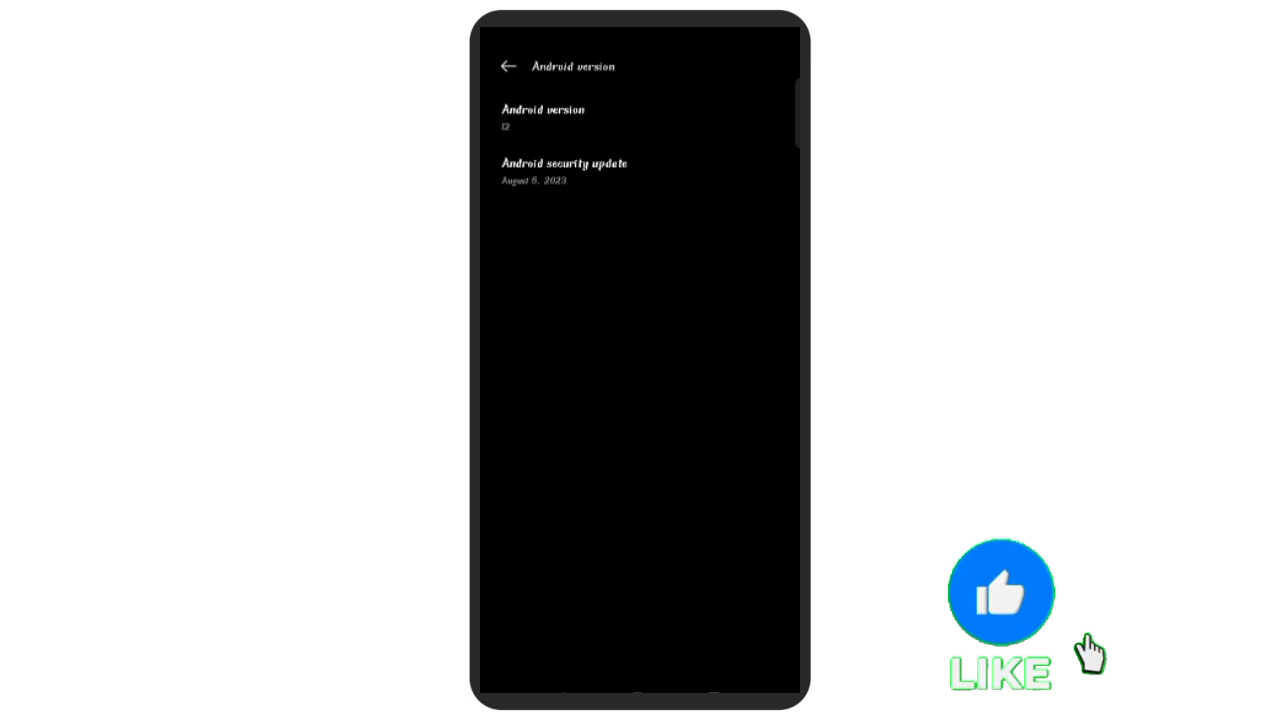 Android version
Android version
12
Android security update
August 5, 2023
LIKE